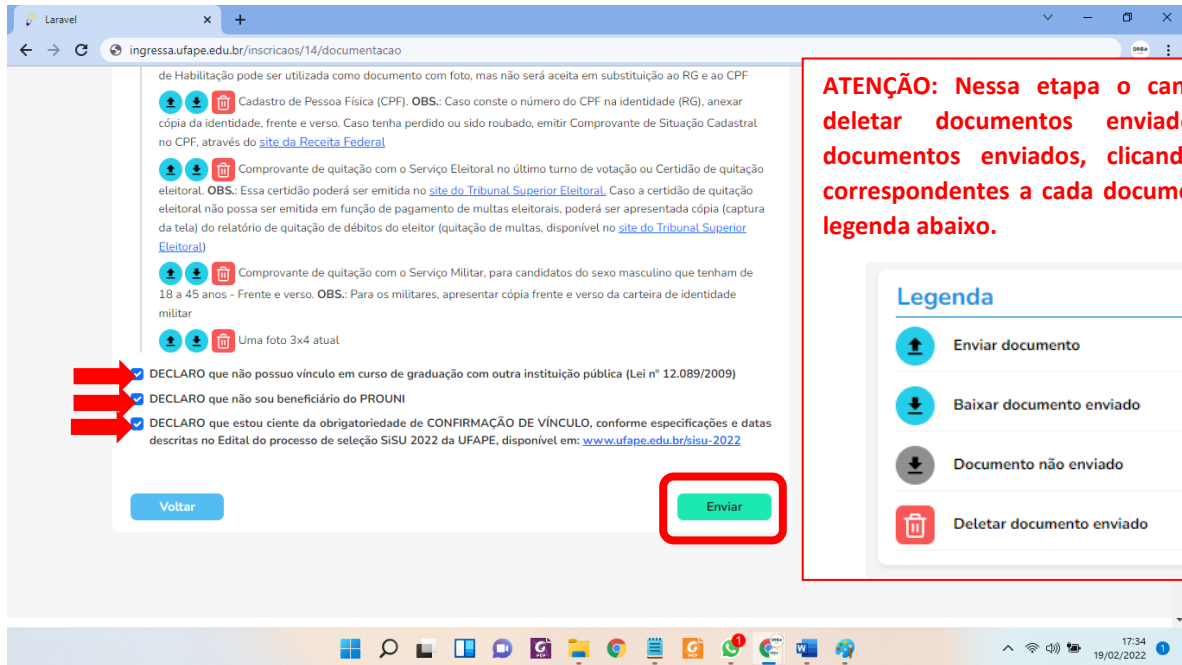 Laravel
ingressa.ufape.edu.br/inscricaos/14/documentacao
de Habilitação pode ser utilizada como documento com foto, mas não será aceita em substituição ao RG e ao CPF
Cadastro de Pessoa Física (CPF). OBS.: Caso conste o número do CPF na identidade (RG), anexar
cópia da identidade, frente e verso. Caso tenha perdido ou sido roubado, emitir Comprovante de Situação Cadastral
no CPF, através do site da Receita Federal
Comprovante de quitação com o Serviço Eleitoral no último turno de votação ou Certidão de quitação
eleitoral. OBS.: Essa certidão poderá ser emitida no site do Tribunal Superior Eleitoral. Caso a certidão de quitação
eleitoral não possa ser emitida em função de pagamento de multas eleitorais, poderá ser apresentada cópia (captura
da tela) do relatório de quitação de débitos do eleitor (quitação de multas, disponível no site do Tribunal Superior
Eleitoral)
Comprovante de quitação com o Serviço Militar, para candidatos do sexo masculino que tenham de
18 a 45 anos - Frente e verso. OBS.: Para os militares, apresentar cópia frente e verso da carteira de identidade
militar
Uma foto 3x4 atual
DECLARO que não possuo vínculo em curso de graduação com outra instituição pública (Lei nº 12.089/2009)
DECLARO que não sou beneficiário do PROUNI
DECLARO que estou ciente da obrigatoriedade de CONFIRMAÇÃO DE VÍNCULO, conforme especificações e datas
descritas no Edital do processo de seleção SiSU 2022 da UFAPE, disponível em: www.ufape.edu.br/sisu-2022
Voltar
Enviar
ATENÇÃO: Nessa etapa o can
deletar documentos enviad
documentos enviados, clicand
correspondentes a cada docum
legenda abaixo.
Legenda
Enviar documento
Baixar documento enviado
Documento não enviado
Deletar documento enviado
17:34
19/02/2022